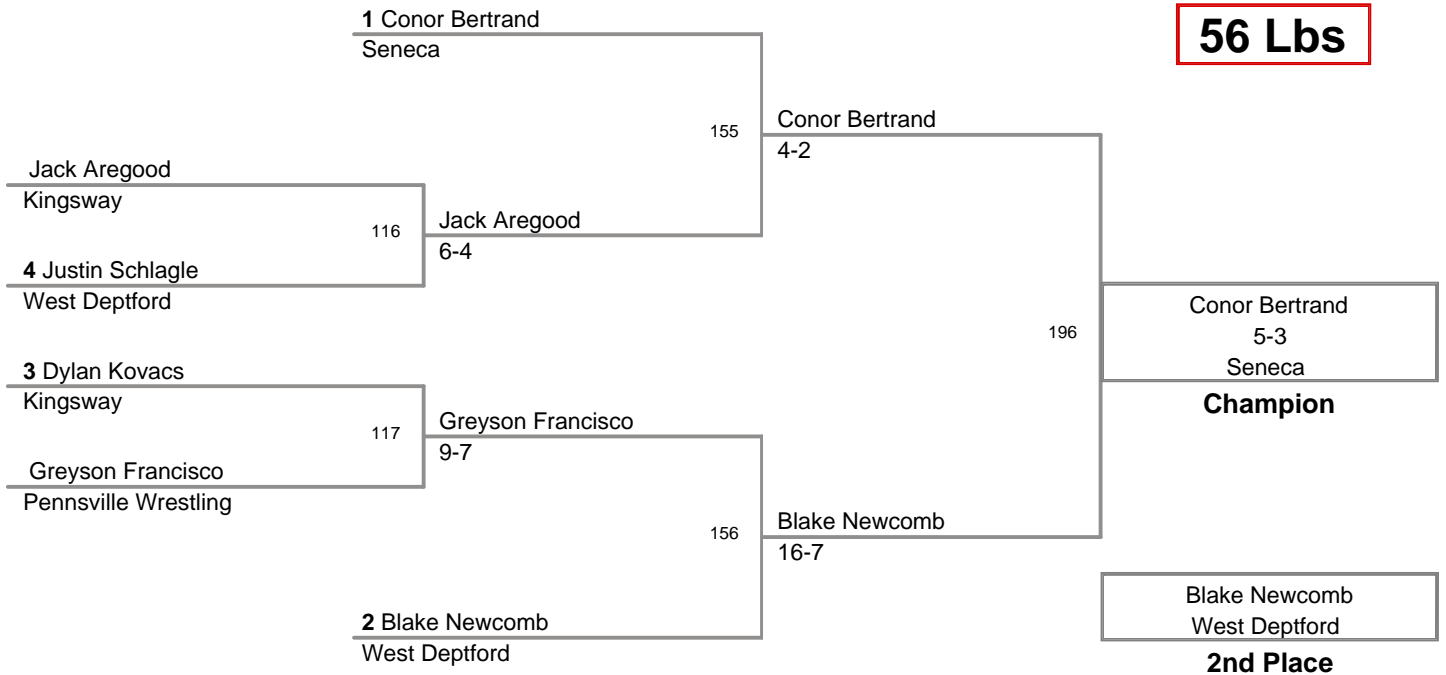 1 Conor Bertrand
Seneca
56 Lbs
155
Conor Bertrand
4-2
Jack Aregood
Kingsway
116
Jack Aregood
6-4
4 Justin Schlagle
West Deptford
196
Conor Bertrand
5-3
Seneca
Champion
3 Dylan Kovacs
Kingsway
117
Greyson Francisco
9-7
Greyson Francisco
Pennsville Wrestling
156
Blake Newcomb
16-7
2 Blake Newcomb
West Deptford
Blake Newcomb
West Deptford
2nd Place